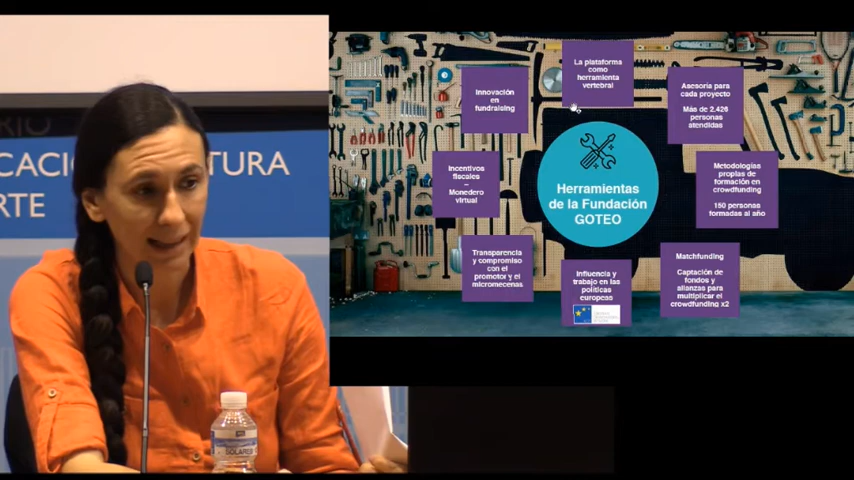 RIO
CACIÓ
TURA
RTE
SOLARES
La plataforma
como
herramienta
vertebral
Innovación
en
fundraising
Asesoría para
cada proyecto
Más de 2.426
personas
atendidas
Incentivos
fiscales
–
Monedero
virtual
Herramientas
de la Fundación
GOTEO
Metodologías
propias de
formación en
crowdfunding
150 personas
formadas al año
Transparencia
y compromiso
con el
promotor y el
micromecenas
Influencia y
trabajo en las
políticas
europeas
Matchfunding
Captación de
fondos y
alianzas para
multiplicar el
crowdfunding x2